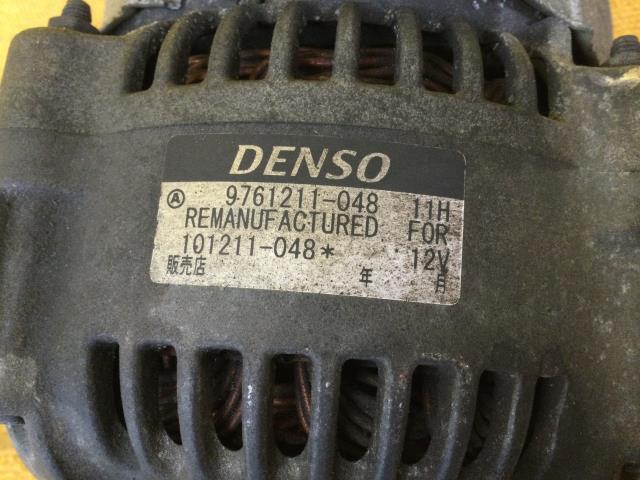 DENSO
Ⓐ 9761211-048 11H
REMANUFACTURED FOR
101211-048* 12V
販売店 年 月